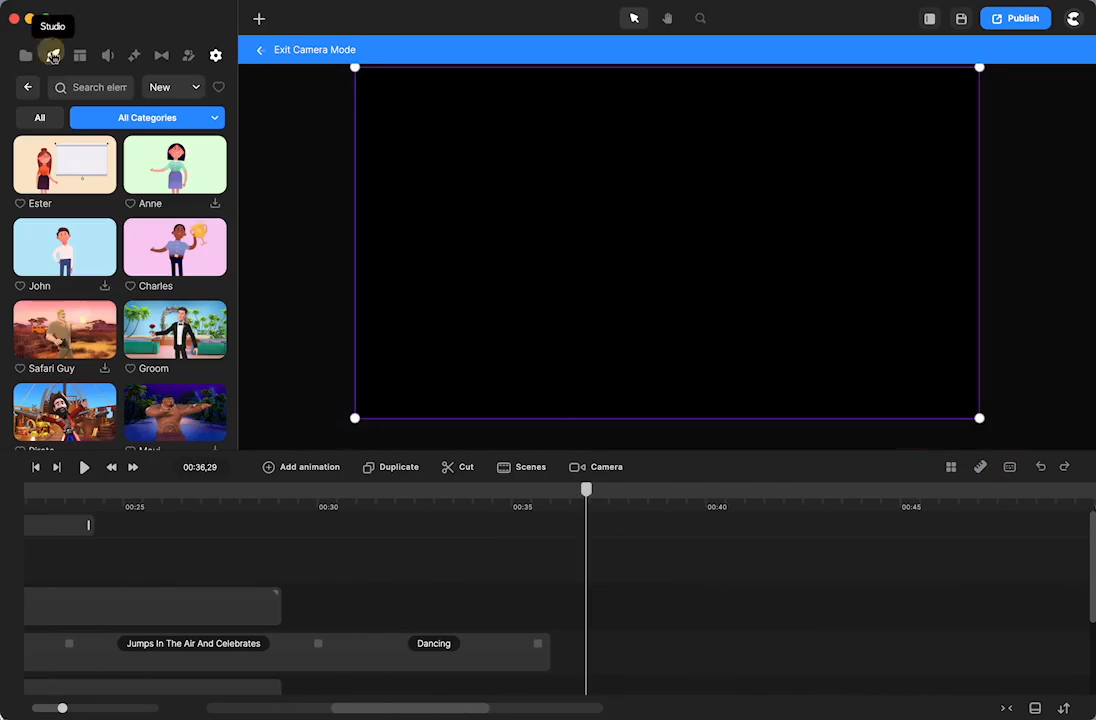 Studio
Publish
Exit Camera Mode
Search elem
New
All
All Categories
Ester
Anne
John
Charles
Safari Guy
Groom
00:36,29
Add animation
Duplicate
Cut
Scenes
Camera
00:25
00:30
00:35
00:40
00:45
Jumps In The Air And Celebrates
Dancing